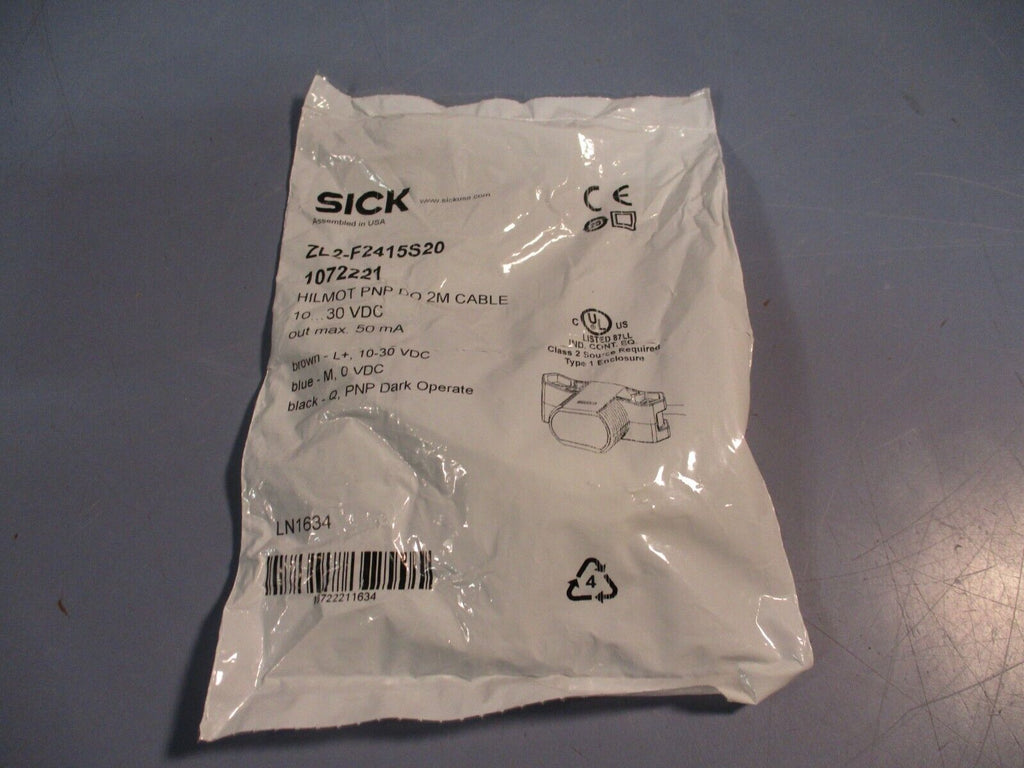 SICK www.sickusa.com
Assembled in USA
ZL2-F2415S20
1072221
HILMOT PNP DO 2M CABLE
10...30 VDC
out max. 50 mA
brown - L+, 10-30 VDC
blue - M, 0 VDC
black - Q, PNP Dark Operate
LN1634
10722211634
CE
C UL US
LISTED 87LL
IND. CONT. EQ.
Class 2 Source Required
Type 1 Enclosure
4